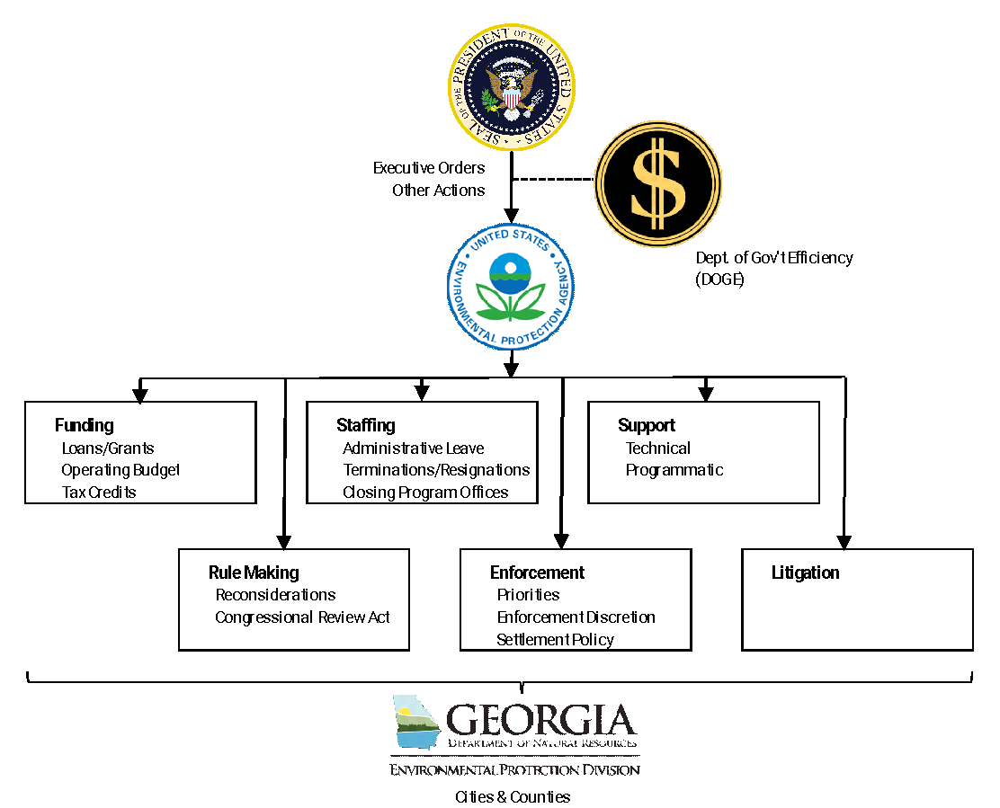 SEAL OF THE PRESIDENT OF THE UNITED STATES
Executive Orders
Other Actions
$
Dept. of Gov't Efficiency
(DOGE)
UNITED STATES
ENVIRONMENTAL PROTECTION AGENCY
Funding
Loans/Grants
Operating Budget
Tax Credits
Staffing
Administrative Leave
Terminations/Resignations
Closing Program Offices
Support
Technical
Programmatic
Rule Making
Reconsiderations
Congressional Review Act
Enforcement
Priorities
Enforcement Discretion
Settlement Policy
Litigation
GEORGIA
DEPARTMENT OF NATURAL RESOURCES
ENVIRONMENTAL PROTECTION DIVISION
Cities & Counties